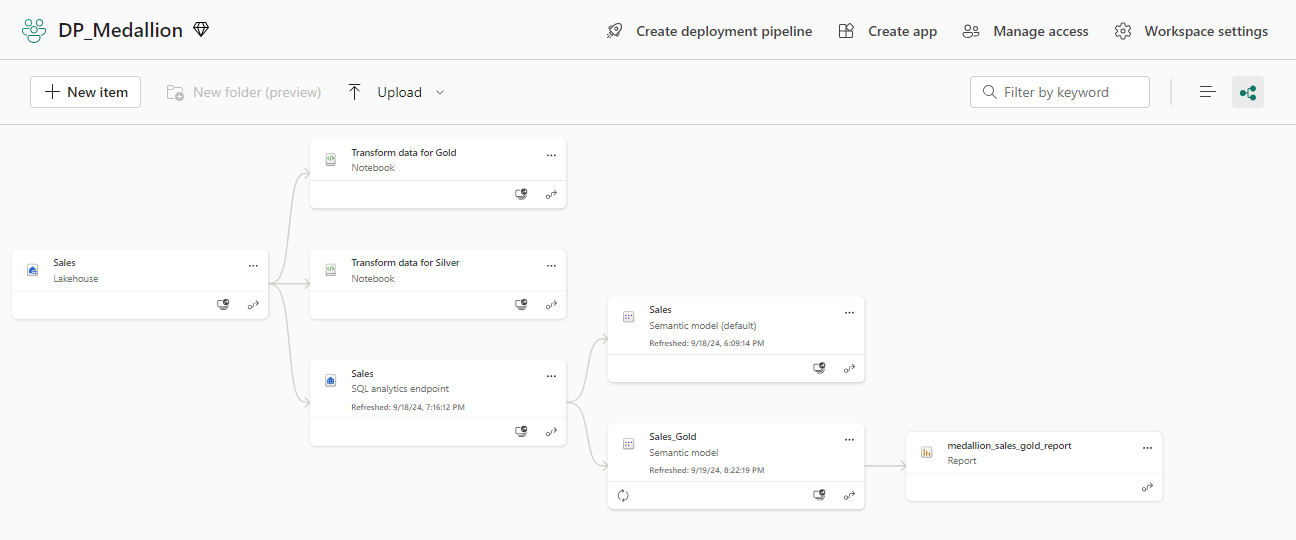 DP_Medallion
Create deployment pipeline
Create app
Manage access
Workspace settings
New item
New folder (preview)
Upload
Filter by keyword
Transform data for Gold
Notebook
Sales
Lakehouse
Transform data for Silver
Notebook
Sales
SQL analytics endpoint
Refreshed: 9/18/24, 7:16:12 PM
Sales
Semantic model (default)
Refreshed: 9/18/24, 6:09:14 PM
Sales_Gold
Semantic model
Refreshed: 9/19/24, 8:22:19 PM
medallion_sales_gold_report
Report